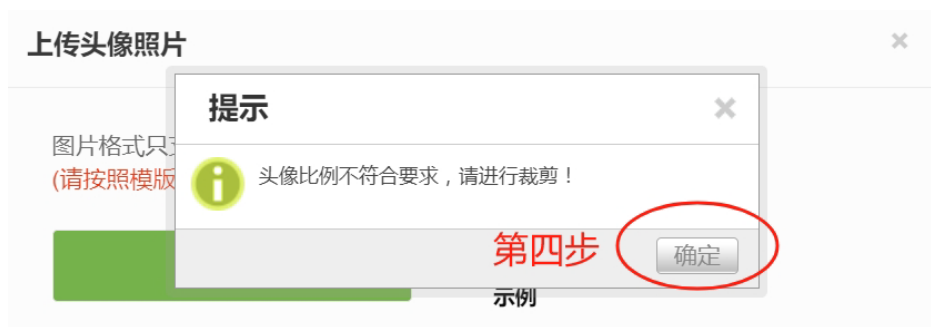 上传头像照片
×
提示
×
图片格式只支
(请按照模版
头像比例不符合要求，请进行裁剪！
第四步
确定
示例